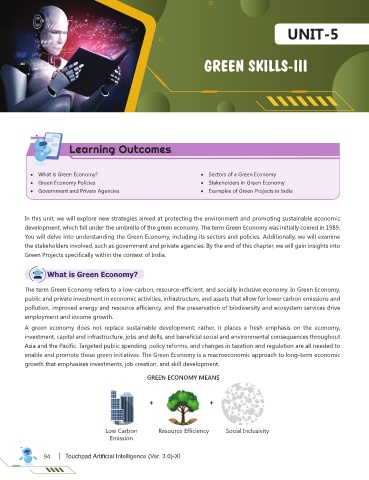 UNIT-5
GREEN SKILLS-III
Learning Outcomes
• What is Green Economy?
• Green Economy Policies
• Government and Private Agencies
• Sectors of a Green Economy
• Stakeholders in Green Economy
• Examples of Green Projects in India
In this unit, we will explore new strategies aimed at protecting the environment and promoting sustainable economic
development, which fall under the umbrella of the green economy. The term Green Economy was initially coined in 1989.
You will delve into understanding the Green Economy, including its sectors and policies. Additionally, we will examine
the stakeholders involved, such as government and private agencies. By the end of this chapter, we will gain insights into
Green Projects specifically within the context of India.
What is Green Economy?
The term Green Economy refers to a low-carbon, resource-efficient, and socially inclusive economy. In Green Economy,
public and private investment in economic activities, infrastructure, and assets that allow for lower carbon emissions and
pollution, improved energy and resource efficiency, and the preservation of biodiversity and ecosystem services drive
employment and income growth.
A green economy does not replace sustainable development; rather, it places a fresh emphasis on the economy,
investment, capital and infrastructure, jobs and skills, and beneficial social and environmental consequences throughout
Asia and the Pacific. Targeted public spending, policy reforms, and changes in taxation and regulation are all needed to
enable and promote these green initiatives. The Green Economy is a macroeconomic approach to long-term economic
growth that emphasises investments, job creation, and skill development.
GREEN ECONOMY MEANS
+ +
Low Carbon Resource Efficiency Social Inclusivity
Emission
94 | Touchpad Artificial Intelligence (Ver. 3.0)-XI